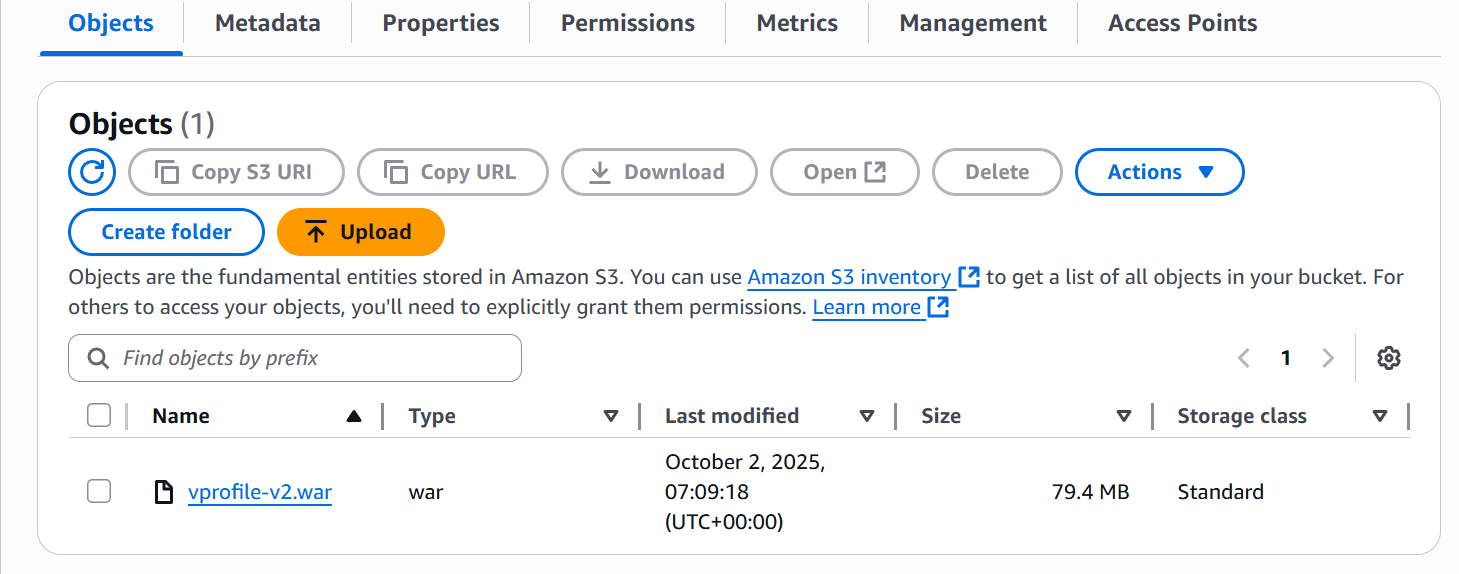 Objects Metadata Properties Permissions Metrics Management Access Points
Objects (1)
Copy S3 URI Copy URL Download Open Delete Actions
Create folder Upload
Objects are the fundamental entities stored in Amazon S3. You can use Amazon S3 inventory to get a list of all objects in your bucket. For
others to access your objects, you'll need to explicitly grant them permissions. Learn more
Find objects by prefix 1
Name Type Last modified Size Storage class
October 2, 2025,
vprofile-v2.war war 07:09:18 79.4 MB Standard
(UTC+00:00)